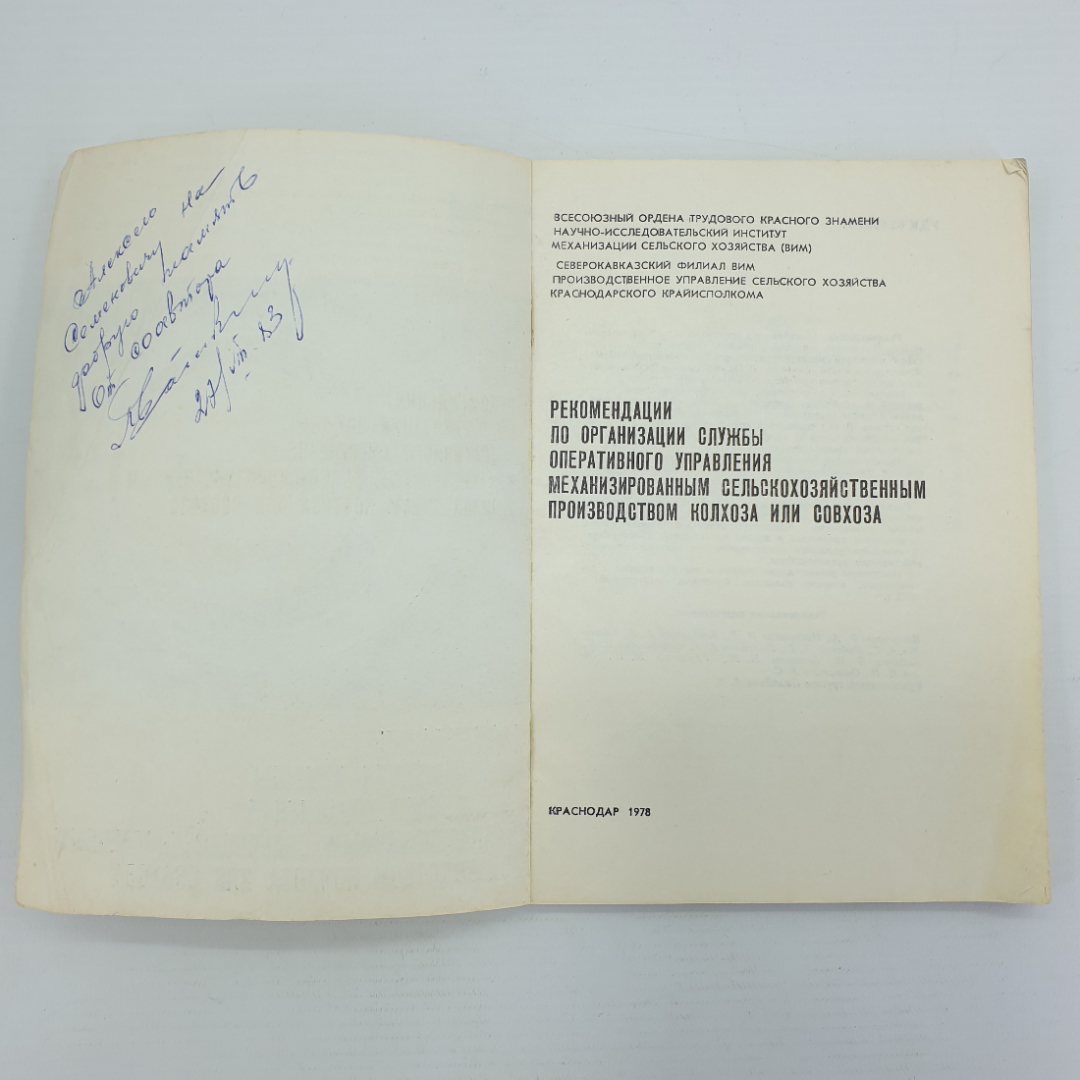 Алексею
Семеновичу на
добрую память
От соавтора
27/VIII-83
ВСЕСОЮЗНЫЙ ОРДЕНА ТРУДОВОГО КРАСНОГО ЗНАМЕНИ
НАУЧНО-ИССЛЕДОВАТЕЛЬСКИЙ ИНСТИТУТ
МЕХАНИЗАЦИИ СЕЛЬСКОГО ХОЗЯЙСТВА (ВИМ)
СЕВЕРОКАВКАЗСКИЙ ФИЛИАЛ ВИМ
ПРОИЗВОДСТВЕННОЕ УПРАВЛЕНИЕ СЕЛЬСКОГО ХОЗЯЙСТВА
КРАСНОДАРСКОГО КРАЙИСПОЛКОМА
РЕКОМЕНДАЦИИ
ПО ОРГАНИЗАЦИИ СЛУЖБЫ
ОПЕРАТИВНОГО УПРАВЛЕНИЯ
МЕХАНИЗИРОВАННЫМ СЕЛЬСКОХОЗЯЙСТВЕННЫМ
ПРОИЗВОДСТВОМ КОЛХОЗА ИЛИ СОВХОЗА
КРАСНОДАР 1978